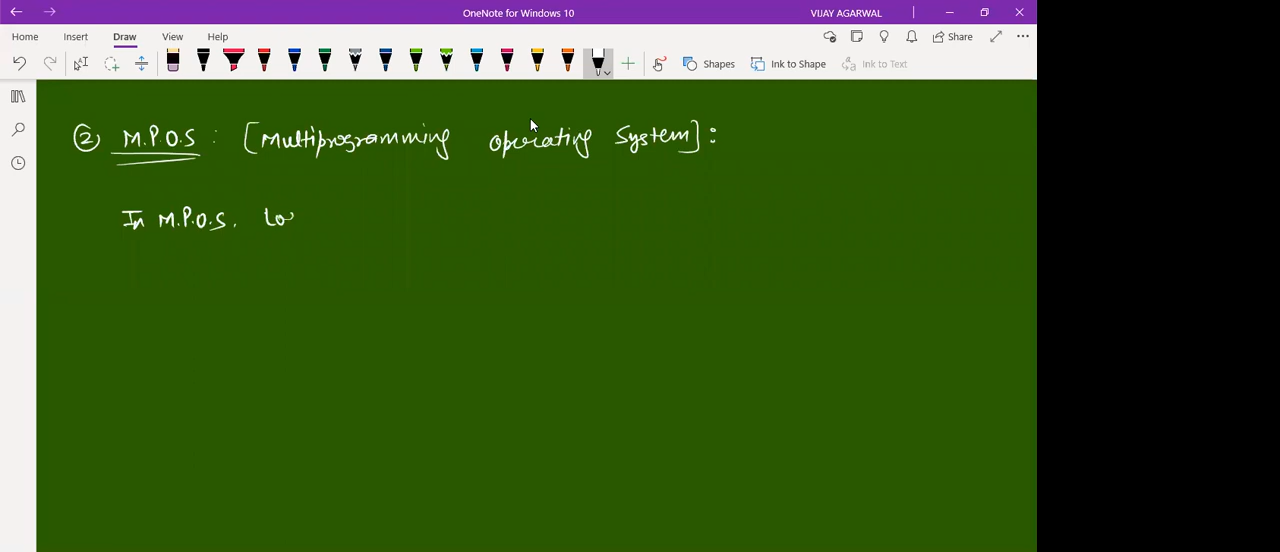 OneNote for Windows 10
VIJAY AGARWAL
Home Insert Draw View Help
Share
Shapes Ink to Shape Ink to Text
② M.P.O.S : [Multiprogramming Operating System] :
In M.P.O.S. Lo